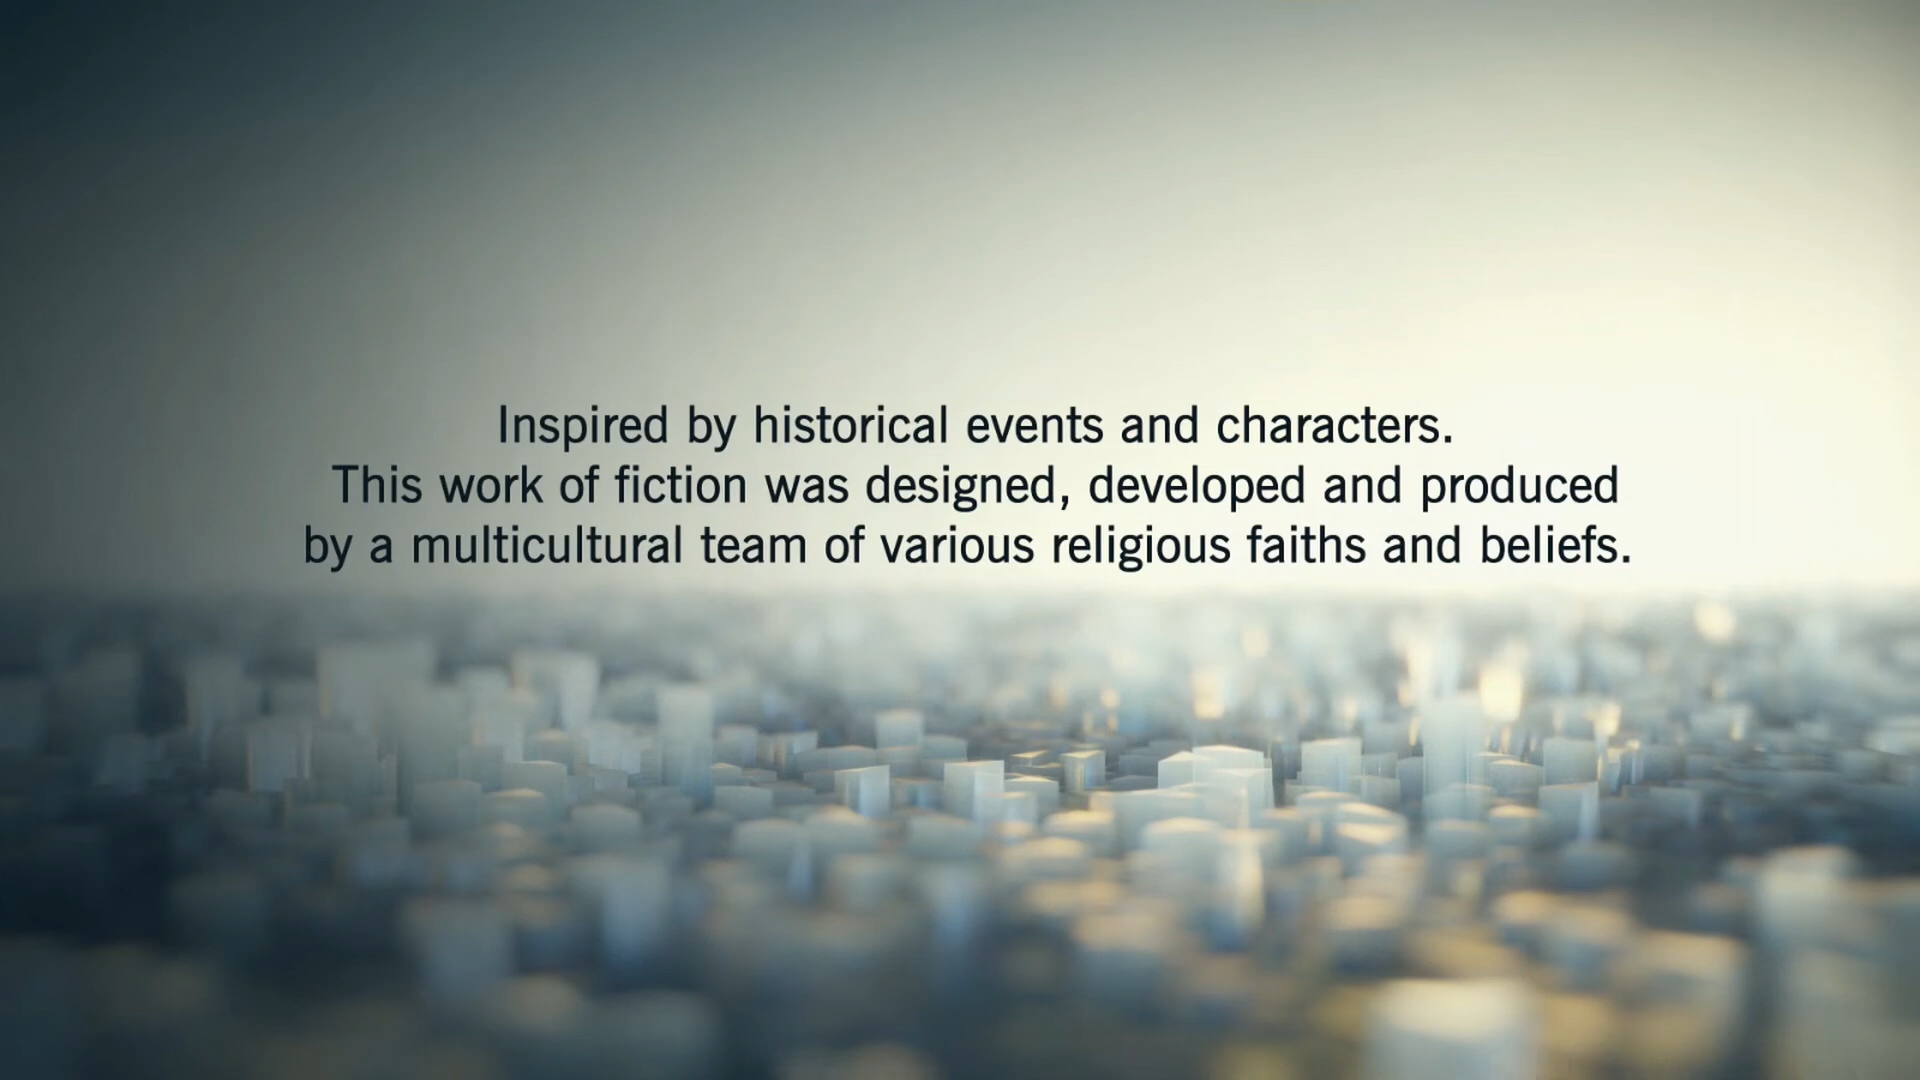 Inspired by historical events and characters.
This work of fiction was designed, developed and produced
by a multicultural team of various religious faiths and beliefs.